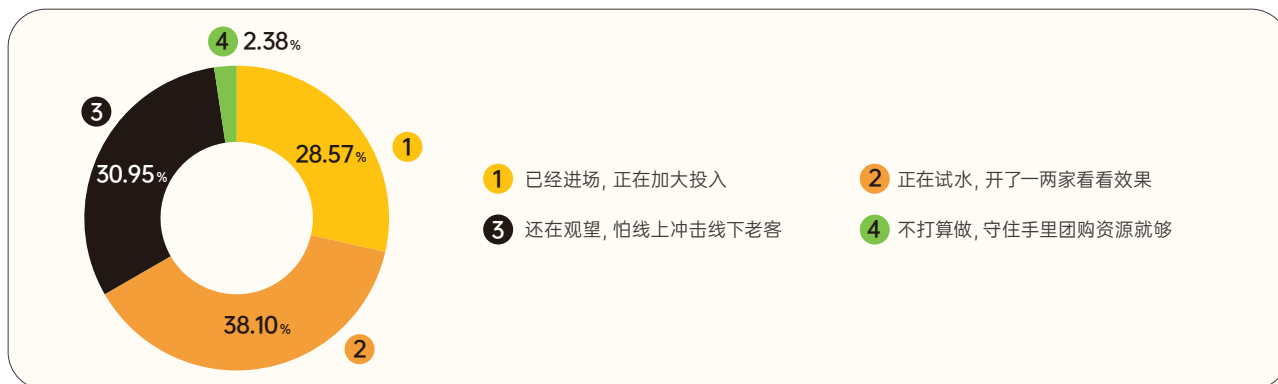 4 2.38%
3
1
28.57%
30.95%
1 已经进场, 正在加大投入
2 正在试水, 开了一两家看看效果
3 还在观望, 怕线上冲击线下老客
4 不打算做, 守住手里团购资源就够
38.10%
2